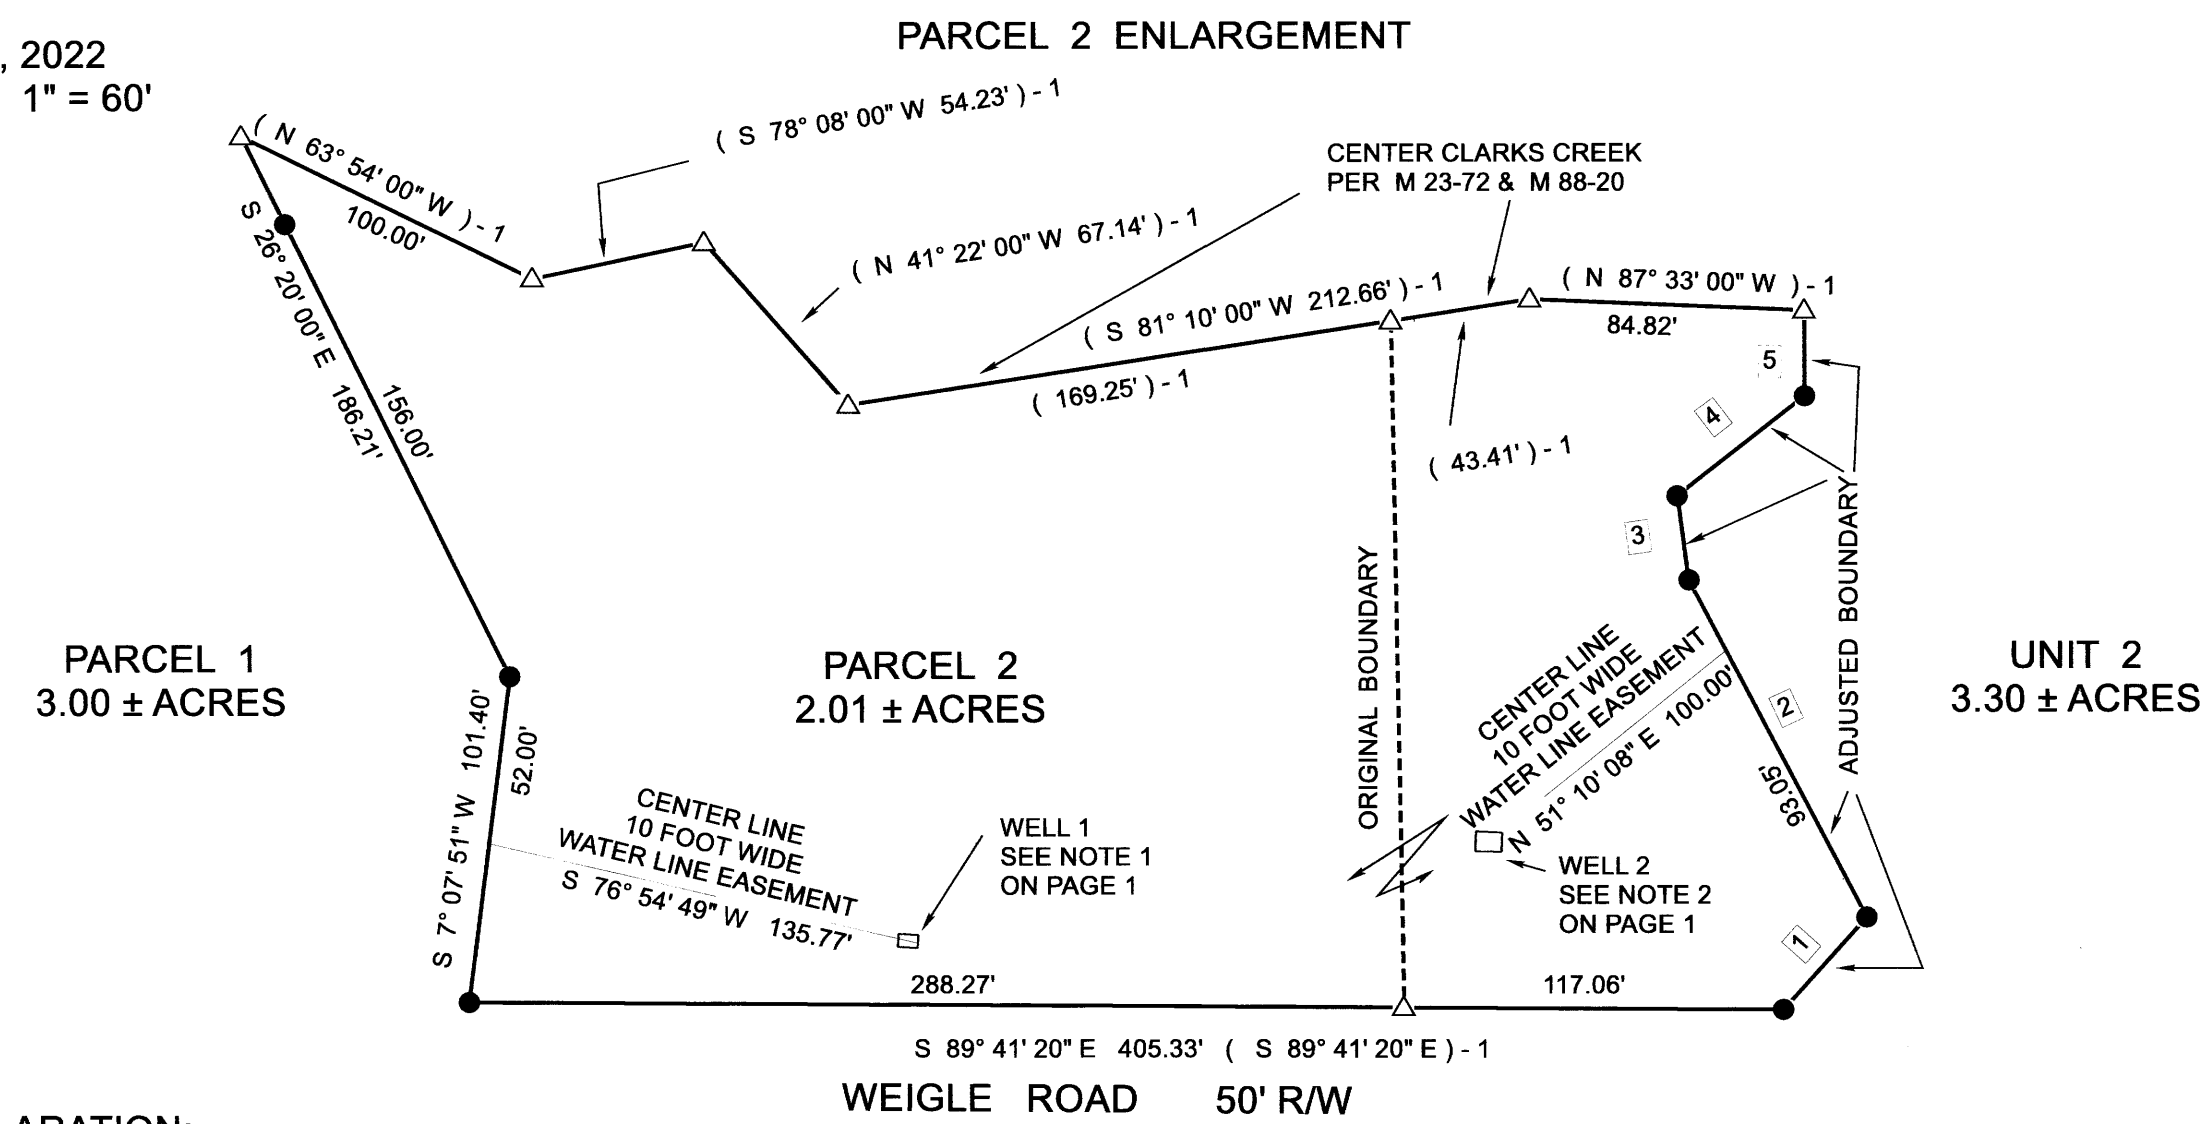 PARCEL 2 ENLARGEMENT
, 2022
1" = 60'
( S 78° 08' 00" W 54.23' ) - 1
( N 63° 54' 00" W ) - 1
100.00'
CENTER CLARKS CREEK
PER M 23-72 & M 88-20
( N 41° 22' 00" W 67.14' ) - 1
( S 81° 10' 00" W 212.66' ) - 1
( 169.25' ) - 1
( N 87° 33' 00" W ) - 1
84.82'
( 43.41' ) - 1
S 26° 20' 00" E 186.21'
156.00'
5
4
3
2
1
ADJUSTED BOUNDARY
ORIGINAL BOUNDARY
PARCEL 1
3.00 ± ACRES
PARCEL 2
2.01 ± ACRES
UNIT 2
3.30 ± ACRES
CENTER LINE
10 FOOT WIDE
WATER LINE EASEMENT
N 51° 10' 08" E 100.00'
93.05'
S 7° 07' 51" W 101.40'
52.00'
CENTER LINE
10 FOOT WIDE
WATER LINE EASEMENT
S 76° 54' 49" W 135.77'
WELL 1
SEE NOTE 1
ON PAGE 1
WELL 2
SEE NOTE 2
ON PAGE 1
288.27'
117.06'
S 89° 41' 20" E 405.33' ( S 89° 41' 20" E ) - 1
WEIGLE ROAD 50' R/W